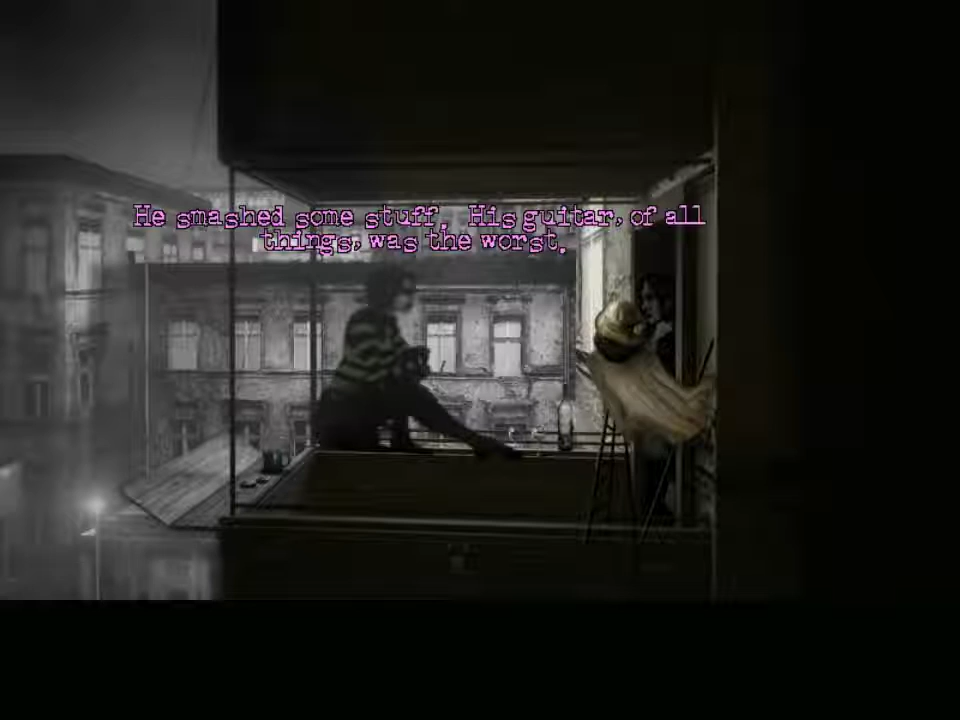 He smashed some stuff. His guitar, of all
things, was the worst.